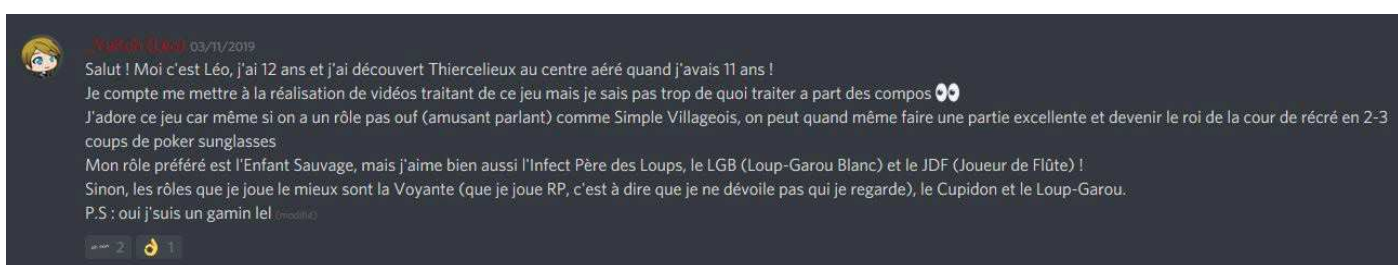 (Léo) 03/11/2019
Salut ! Moi c'est Léo, j'ai 12 ans et j'ai découvert Thiercelieux au centre aéré quand j'avais 11 ans !
Je compte me mettre à la réalisation de vidéos traitant de ce jeu mais je sais pas trop de quoi traiter a part des compos 👀
J'adore ce jeu car même si on a un rôle pas ouf (amusant parlant) comme Simple Villageois, on peut quand même faire une partie excellente et devenir le roi de la cour de récré en 2-3
coups de poker sunglasses
Mon rôle préféré est l'Enfant Sauvage, mais j'aime bien aussi l'Infect Père des Loups, le LGB (Loup-Garou Blanc) et le JDF (Joueur de Flûte) !
Sinon, les rôles que je joue le mieux sont la Voyante (que je joue RP, c'est à dire que je ne dévoile pas qui je regarde), le Cupidon et le Loup-Garou.
P.S : oui j'suis un gamin lel (modifié)
2 👌 1